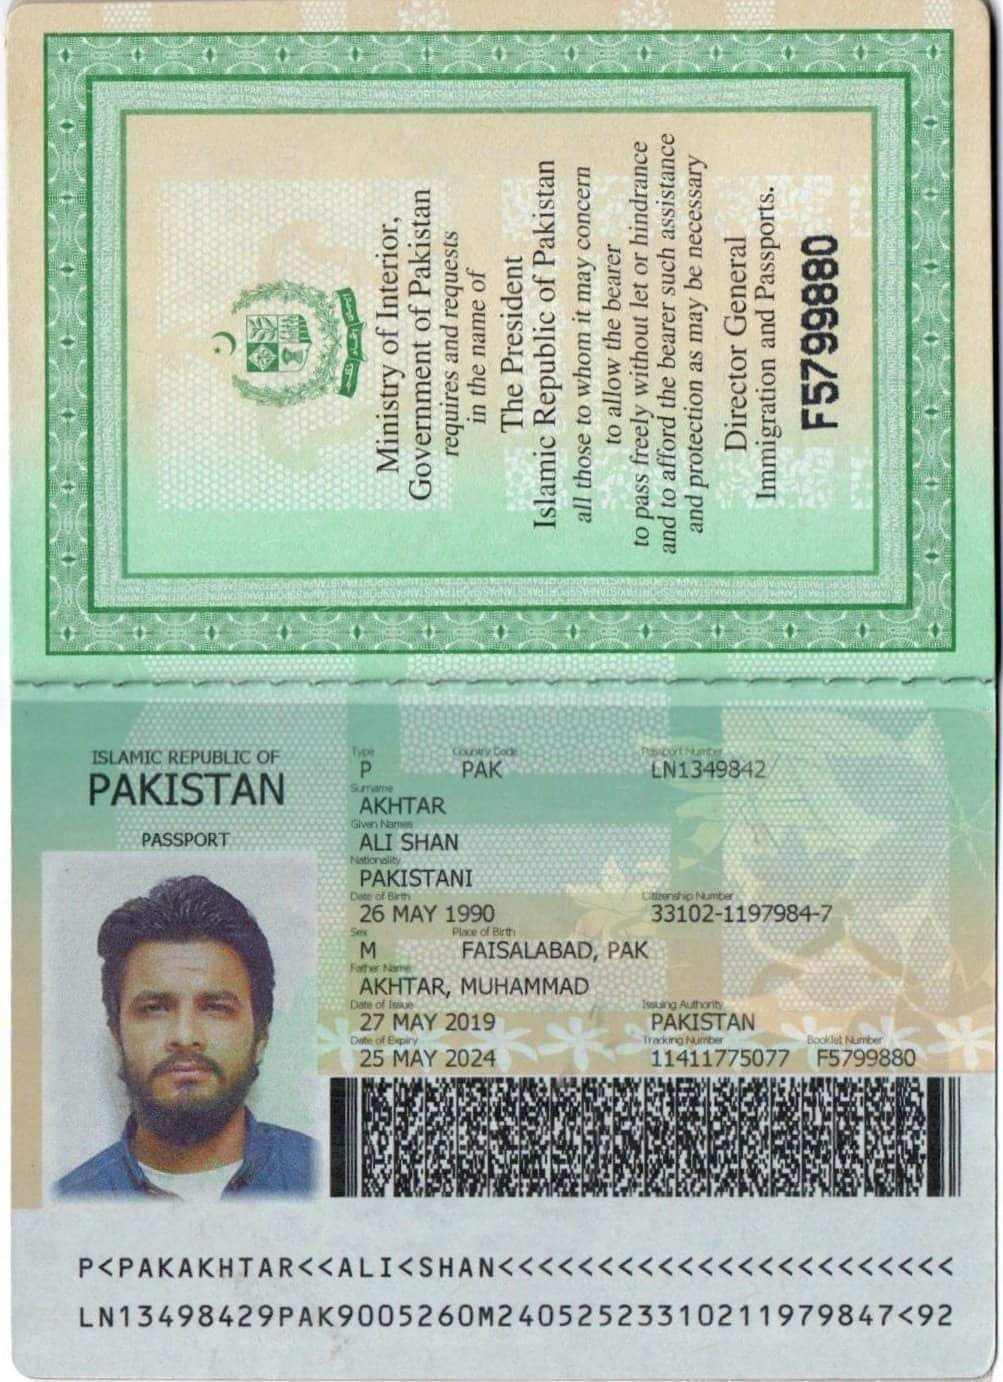 Ministry of Interior,
Government of Pakistan
requires and requests
in the name of
The President
Islamic Republic of Pakistan
all those to whom it may concern
to allow the bearer
to pass freely without let or hindrance
and to afford the bearer such assistance
and protection as may be necessary
Director General
Immigration and Passports.
F5799880
ISLAMIC REPUBLIC OF
PAKISTAN
PASSPORT
Type Country Code Passport Number
P PAK LN1349842
Surname
AKHTAR
Given Names
ALI SHAN
Nationality
PAKISTANI
Date of Birth Citizenship Number
26 MAY 1990 33102-1197984-7
Sex Place of Birth
M FAISALABAD, PAK
Father Name
AKHTAR, MUHAMMAD
Date of Issue Issuing Authority
27 MAY 2019 PAKISTAN
Date of Expiry Tracking Number Booklet Number
25 MAY 2024 11411775077 F5799880
P<PAKAKHTAR<<ALI<SHAN<<<<<<<<<<<<<<<<<<<<<<<
LN13498429PAK9005260M24052523310211979847<92